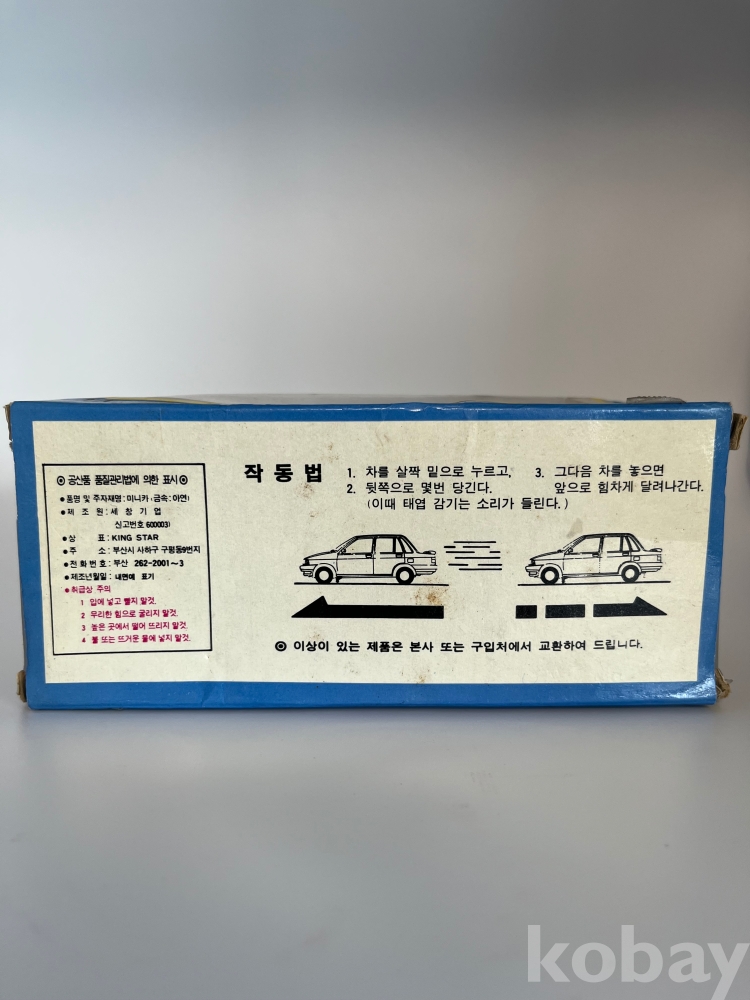 ◎ 공산품 품질관리법에 의한 표시 ◎
● 품명 및 주자재명 : 미니카 (금속 : 아연)
● 제 조 원 : 세 창 기 업
신고번호 600003)
● 상 표 : KING STAR
● 주 소 : 부산시 사하구 구평동9번지
● 전 화 번 호 : 부산 262-2001~3
● 제조년월일 : 내면에 표기
● 취급상 주의
1 입에 넣고 빨지 말것.
2 무리한 힘으로 굴리지 말것.
3 높은 곳에서 떨어 뜨리지 말것.
4 불 또는 뜨거운 물에 넣지 말것.
작 동 법
1. 차를 살짝 밑으로 누르고,
2. 뒷쪽으로 몇번 당긴다.
(이때 태엽 감기는 소리가 들린다.)
3. 그다음 차를 놓으면
앞으로 힘차게 달려나간다.
◎ 이상이 있는 제품은 본사 또는 구입처에서 교환하여 드립니다.
kobay